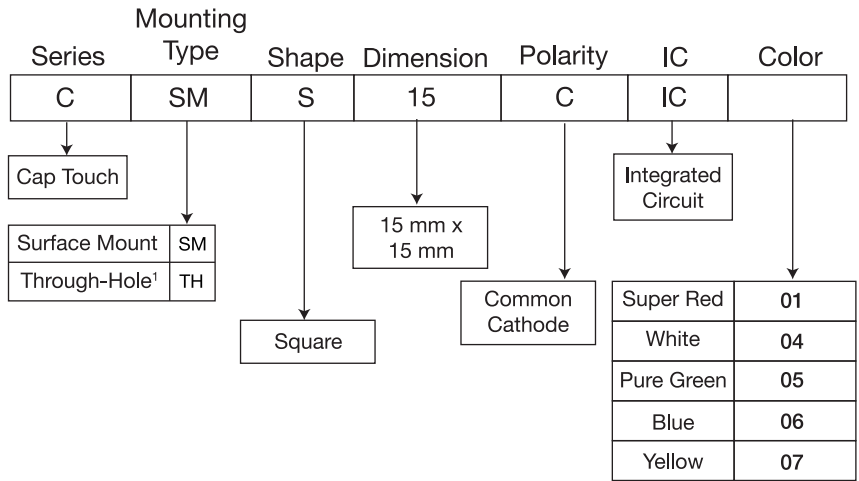 Series Mounting Type Shape Dimension Polarity IC Color
C SM S 15 C IC
Cap Touch
Surface Mount SM
Through-Hole¹ TH
Square
15 mm x
15 mm
Common
Cathode
Integrated
Circuit
Super Red 01
White 04
Pure Green 05
Blue 06
Yellow 07